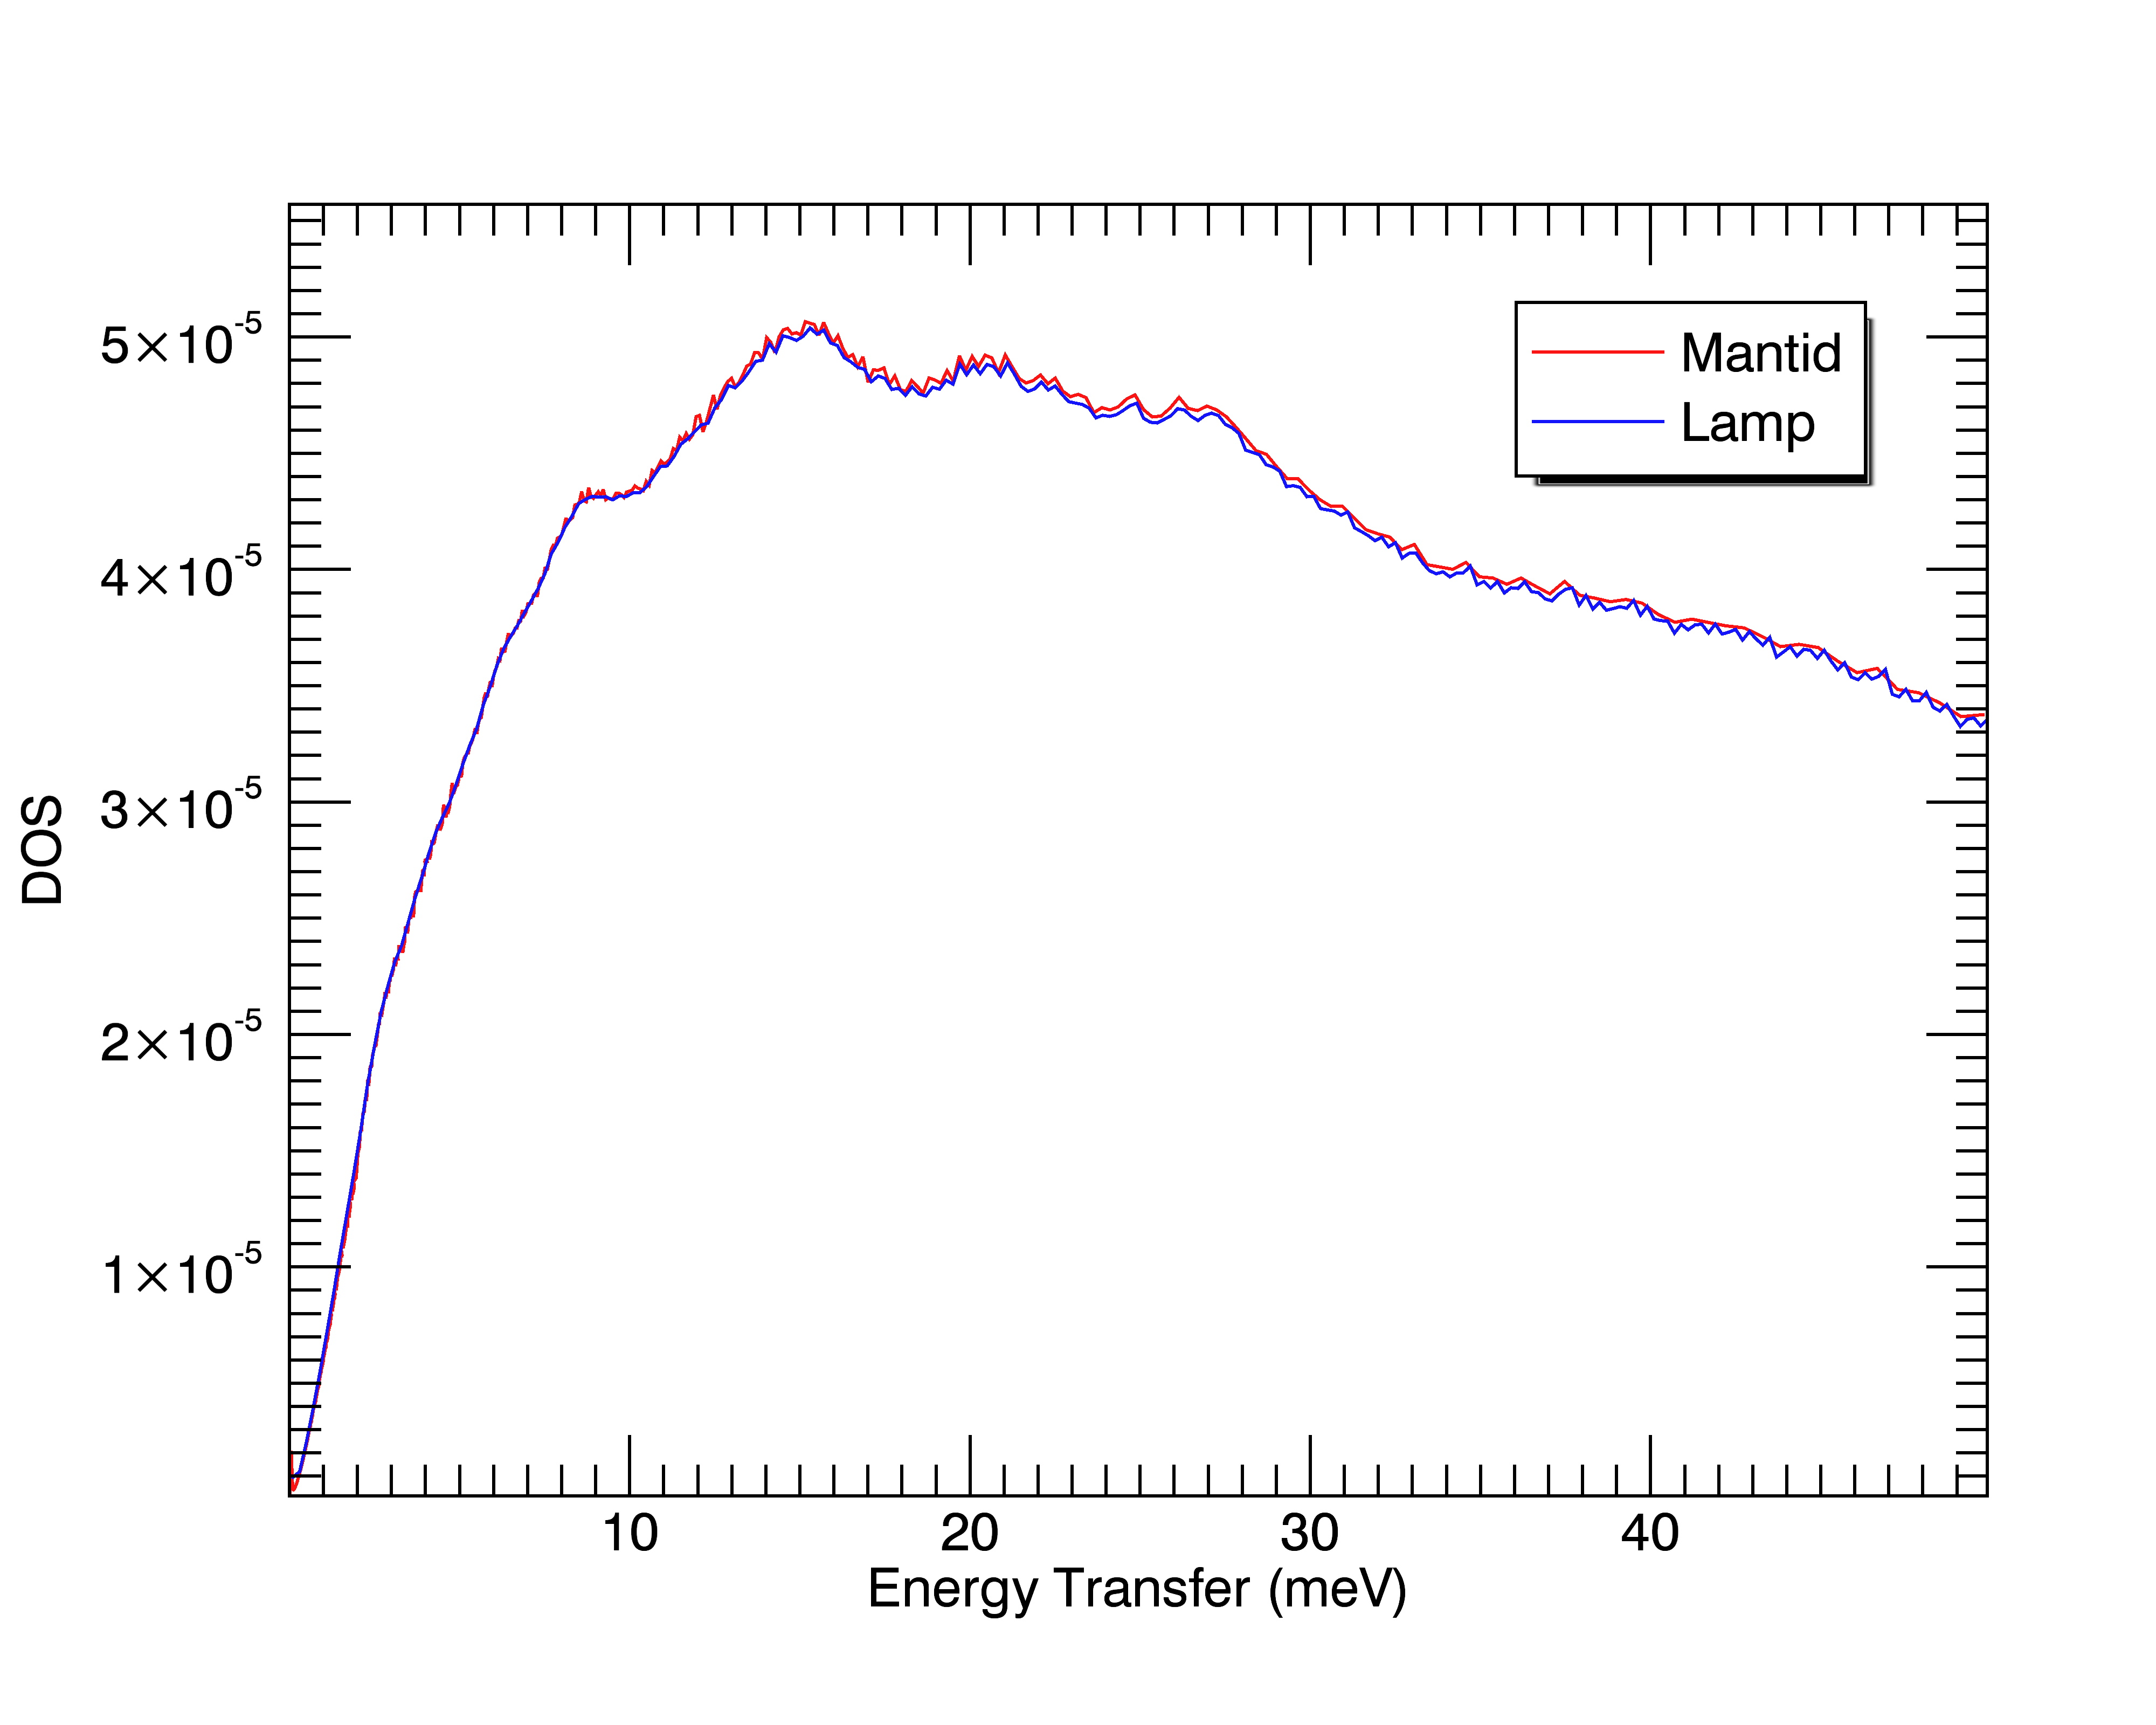 5×10⁻⁵
4×10⁻⁵
3×10⁻⁵
2×10⁻⁵
1×10⁻⁵
DOS
Mantid
Lamp
10 20 30 40
Energy Transfer (meV)